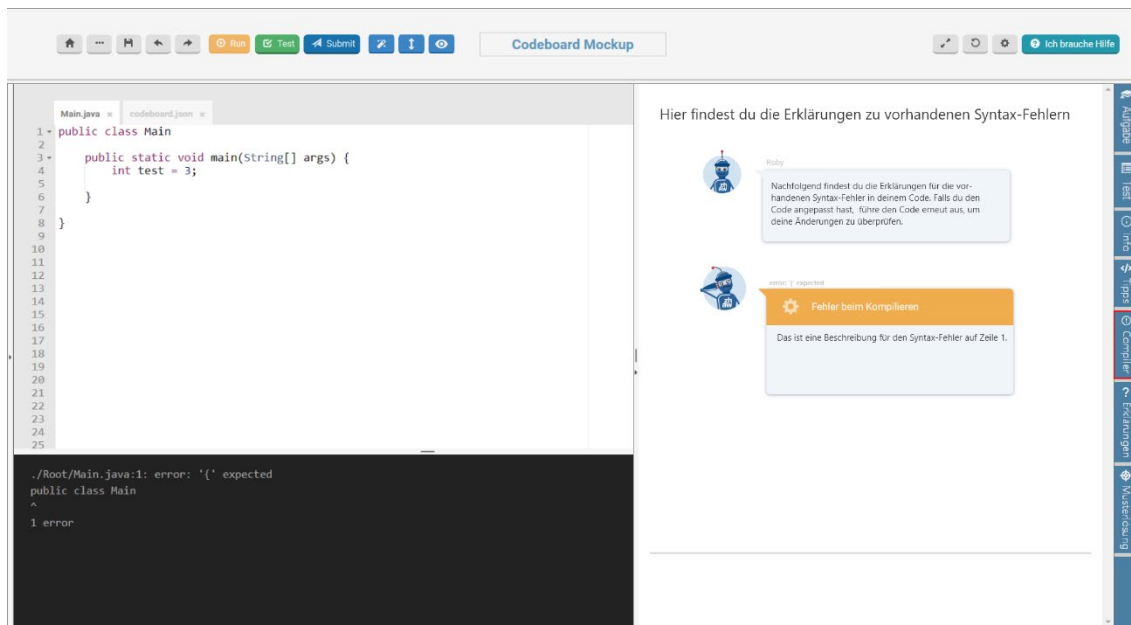 Run
Test
Submit
Codeboard Mockup
Ich brauche Hilfe
Main.java ×
codeboard.json ×
1 public class Main
2
3 public static void main(String[] args) {
4 int test = 3;
5
6 }
7
8 }
9
10
11
12
13
14
15
16
17
18
19
20
21
22
23
24
25
./Root/Main.java:1: error: '{' expected
public class Main
^
1 error
Hier findest du die Erklärungen zu vorhandenen Syntax-Fehlern
Roby
Nachfolgend findest du die Erklärungen für die vor-
handenen Syntax-Fehler in deinem Code. Falls du den
Code angepasst hast, führe den Code erneut aus, um
deine Änderungen zu überprüfen.
error: '{' expected
Fehler beim Kompilieren
Das ist eine Beschreibung für den Syntax-Fehler auf Zeile 1.
Aufgabe
Test
Info
Tipps
Compiler
Erklärungen
Musterlösung